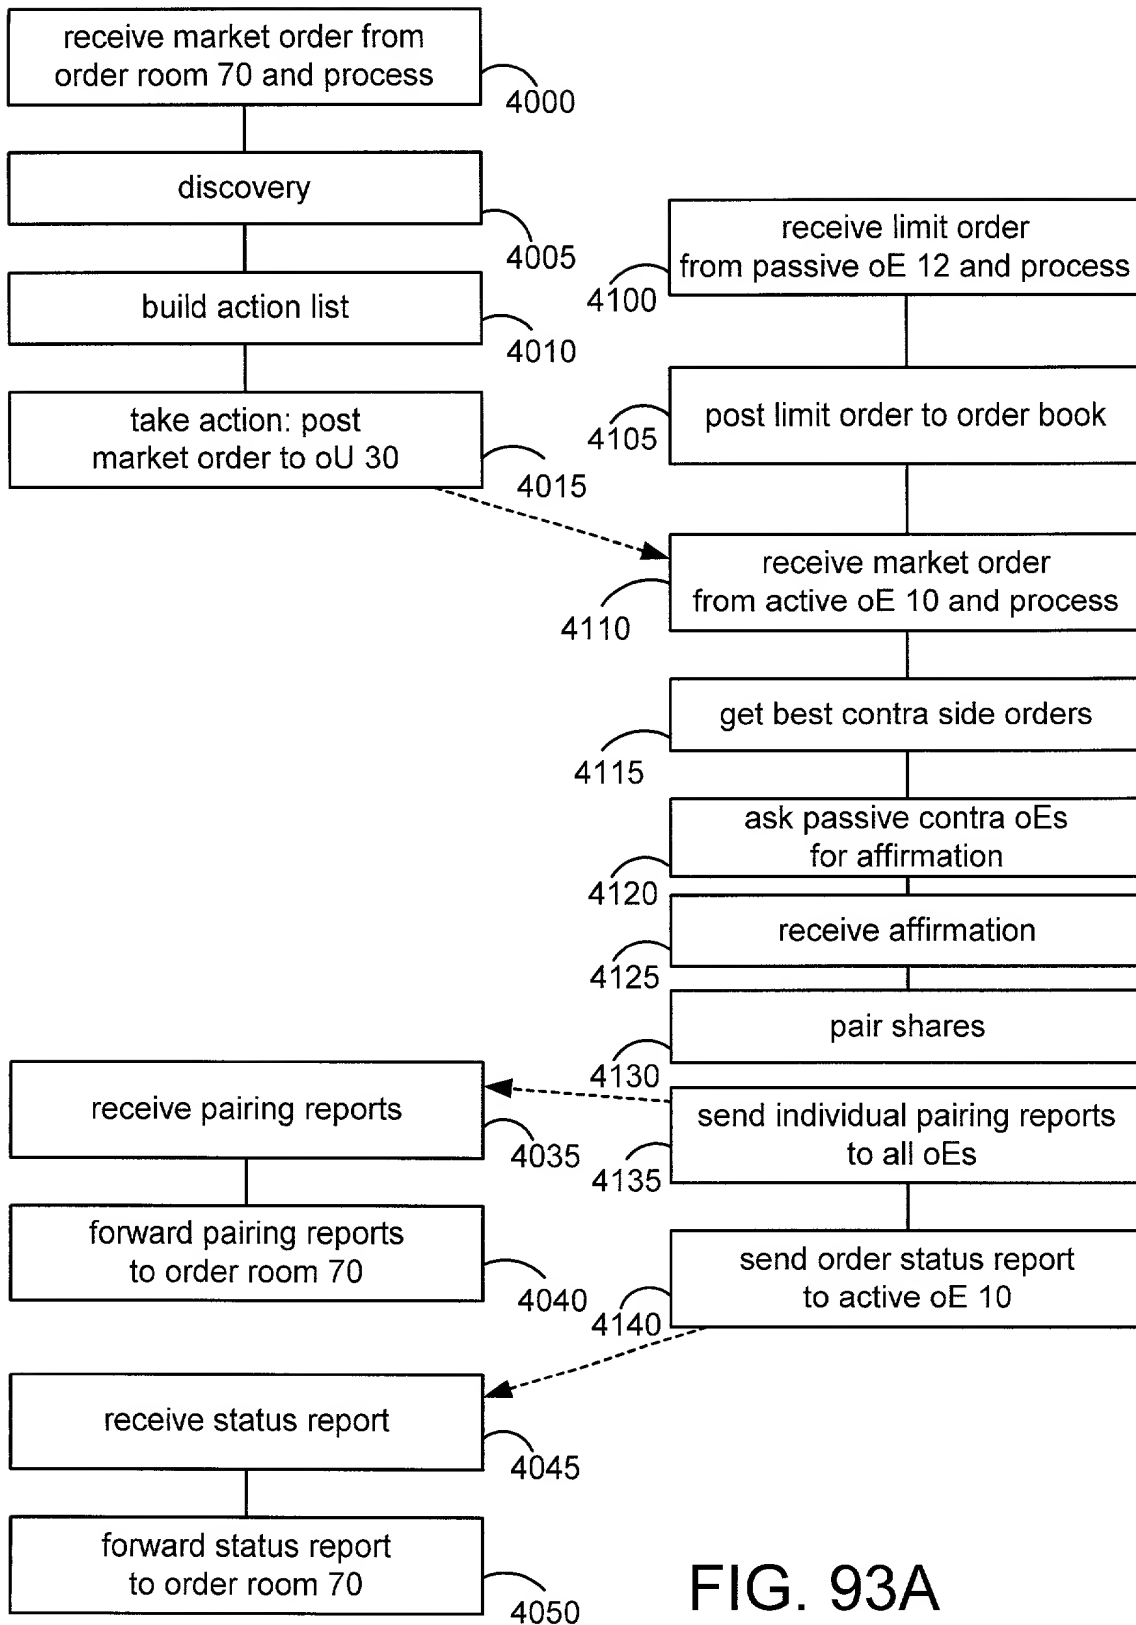 receive market order from
order room 70 and process
4000
discovery
4005
build action list
4010
take action: post
market order to oU 30
4015
receive limit order
from passive oE 12 and process
4100
post limit order to order book
4105
receive market order
from active oE 10 and process
4110
get best contra side orders
4115
ask passive contra oEs
for affirmation
4120
receive affirmation
4125
pair shares
4130
send individual pairing reports
to all oEs
4135
send order status report
to active oE 10
4140
receive pairing reports
4035
forward pairing reports
to order room 70
4040
receive status report
4045
forward status report
to order room 70
4050
FIG. 93A